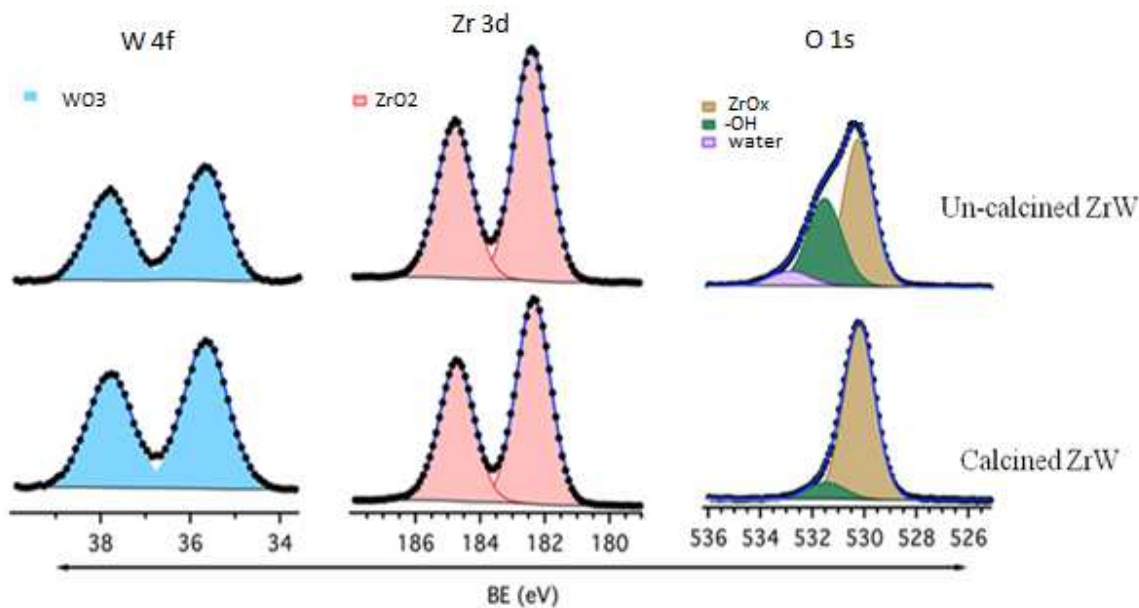 W 4f
Zr 3d
O 1s
WO3
ZrO2
ZrOx
-OH
water
Un-calcined ZrW
Calcined ZrW
38 36 34
186 184 182 180
536 534 532 530 528 526
BE (eV)